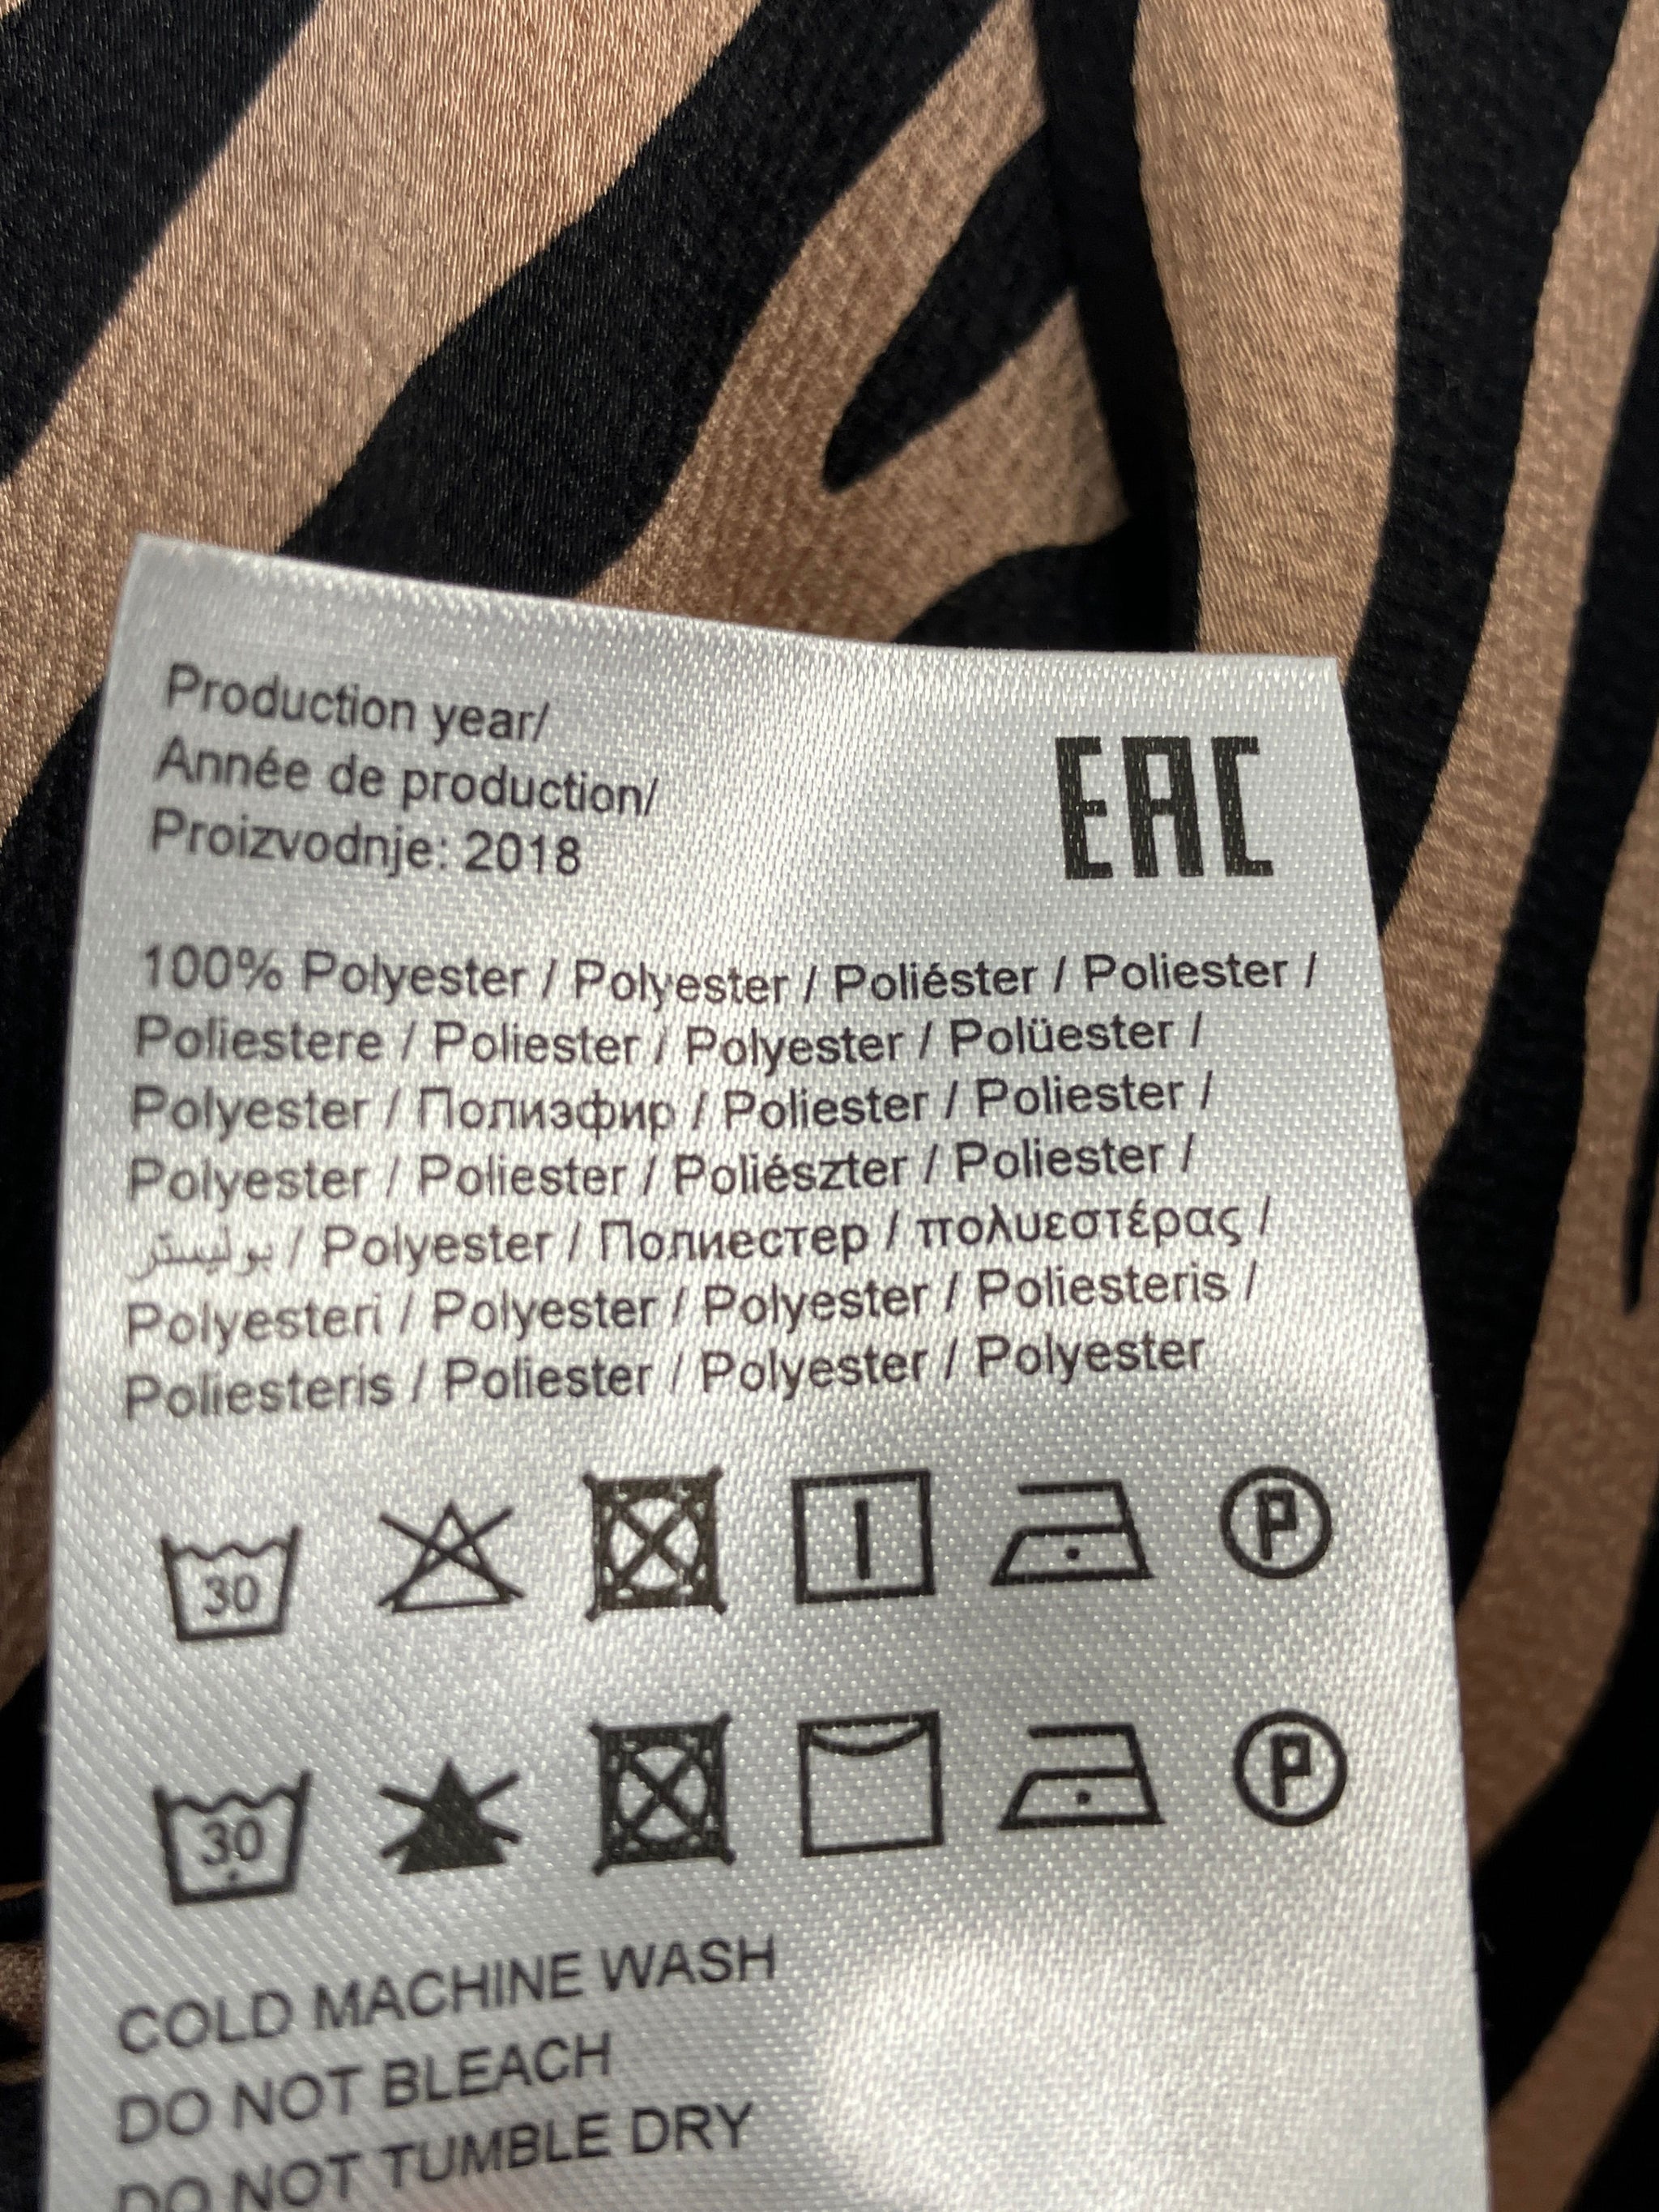 Production year/
Année de production/
Proizvodnje: 2018
EAC
100% Polyester / Polyester / Poliéster / Poliester /
Poliestere / Poliester / Polyester / Polüester /
Polyester / Полиэфир / Poliester / Poliester /
Polyester / Poliester / Poliészter / Poliester /
بوليستر / Polyester / Полиестер / πολυεστέρας /
Polyesteri / Polyester / Polyester / Poliesteris /
Poliesteris / Poliester / Polyester / Polyester
30 P
30 P
COLD MACHINE WASH
DO NOT BLEACH
DO NOT TUMBLE DRY